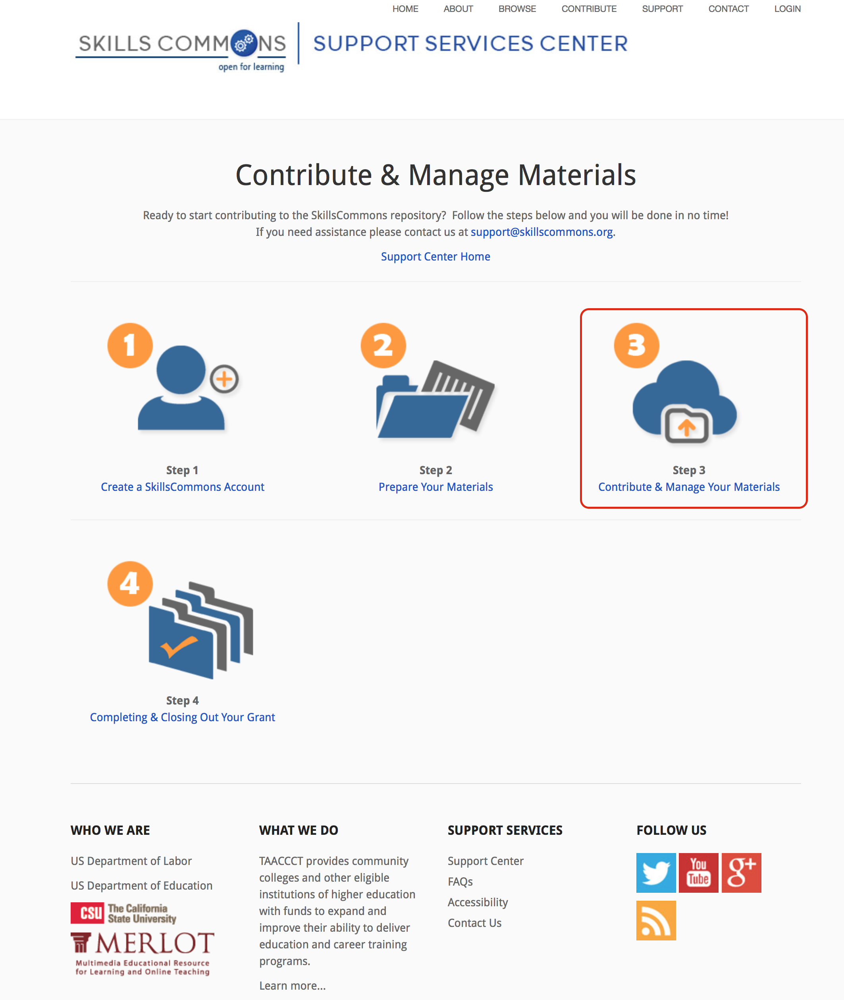 HOME ABOUT BROWSE CONTRIBUTE SUPPORT CONTACT LOGIN
SKILLS COMMONS
open for learning
SUPPORT SERVICES CENTER
Contribute & Manage Materials
Ready to start contributing to the SkillsCommons repository? Follow the steps below and you will be done in no time!
If you need assistance please contact us at support@skillscommons.org.
Support Center Home
1
Step 1
Create a SkillsCommons Account
2
Step 2
Prepare Your Materials
3
Step 3
Contribute & Manage Your Materials
4
Step 4
Completing & Closing Out Your Grant
WHO WE ARE
US Department of Labor
US Department of Education
CSU The California
State University
MERLOT
Multimedia Educational Resource
for Learning and Online Teaching
WHAT WE DO
TAACCCT provides community
colleges and other eligible
institutions of higher education
with funds to expand and
improve their ability to deliver
education and career training
programs.
Learn more...
SUPPORT SERVICES
Support Center
FAQs
Accessibility
Contact Us
FOLLOW US
You
Tube
g+